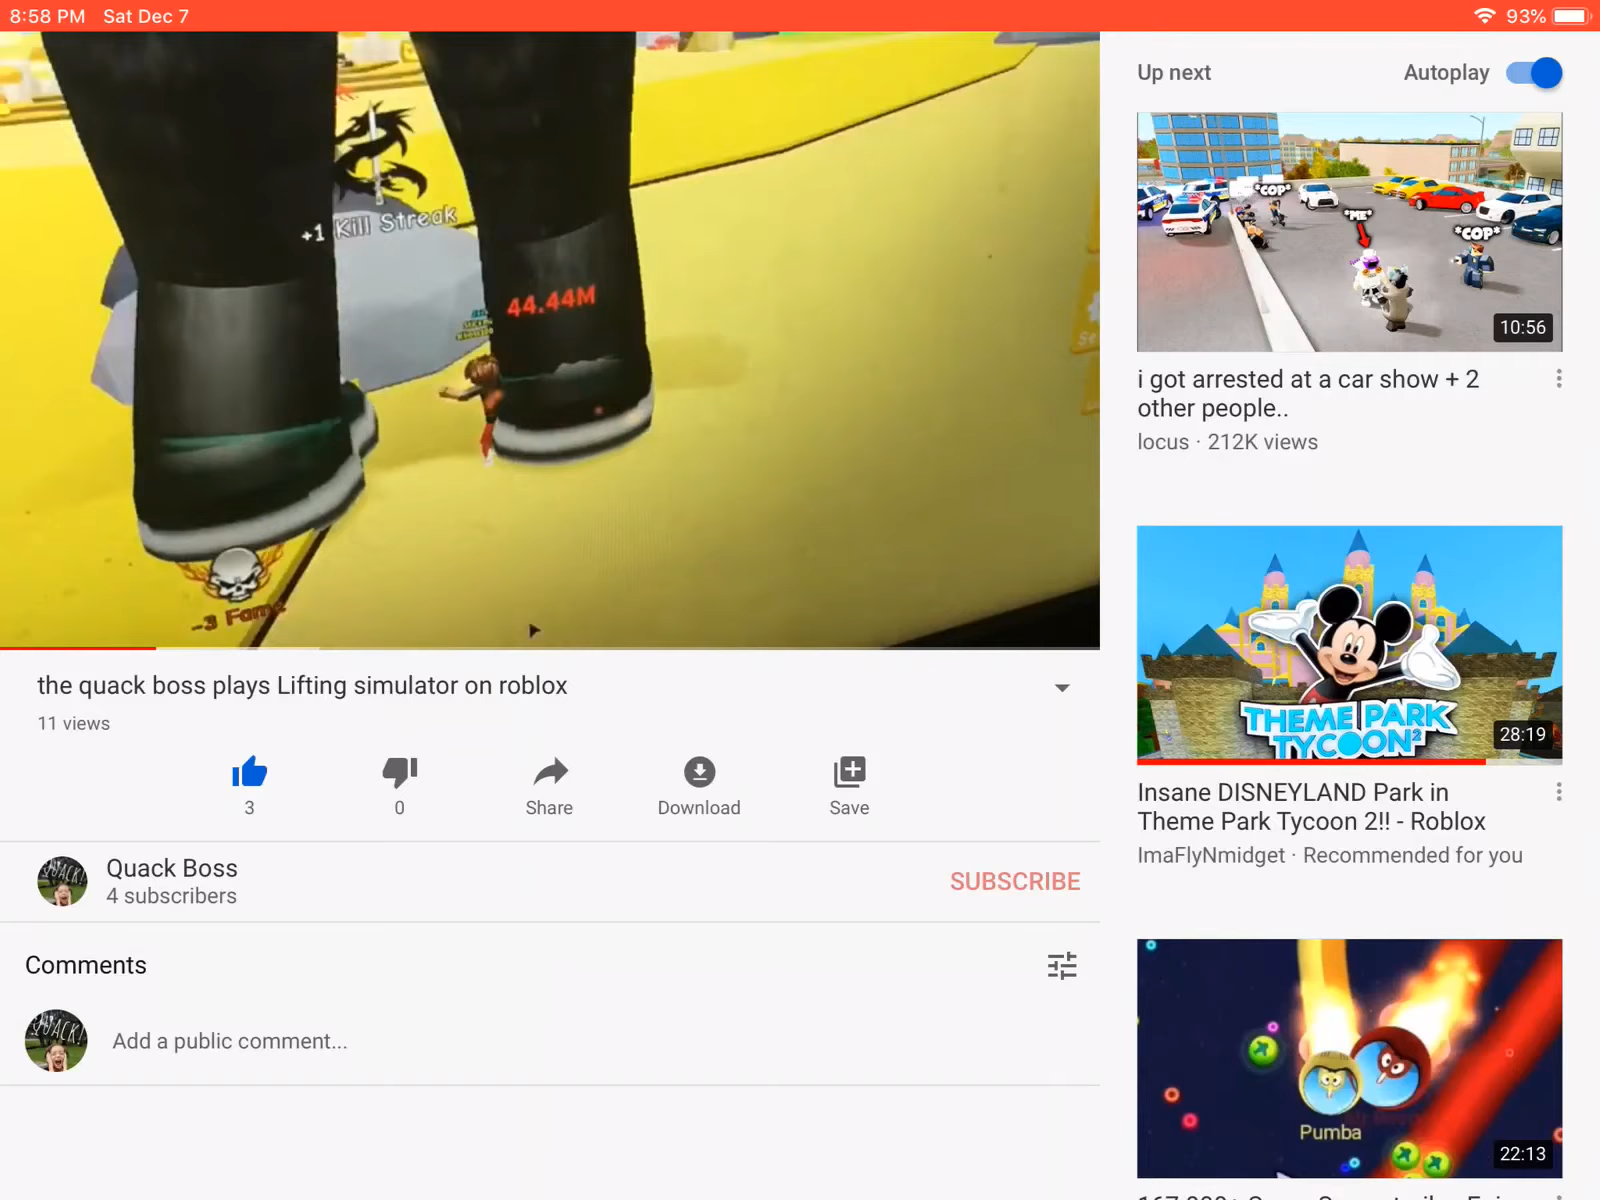 8:58 PM Sat Dec 7
93%
+1 Kill Streak
44.44M
-3 Fame
the quack boss plays Lifting simulator on roblox
11 views
3
0
Share
Download
Save
Quack Boss
4 subscribers
SUBSCRIBE
Comments
QUACK!
Add a public comment...
Up next
Autoplay
*COP*
*ME*
*COP*
10:56
i got arrested at a car show + 2
other people..
locus · 212K views
THEME PARK
TYCOON2
28:19
Insane DISNEYLAND Park in
Theme Park Tycoon 2!! - Roblox
ImaFlyNmidget · Recommended for you
Pumba
22:13